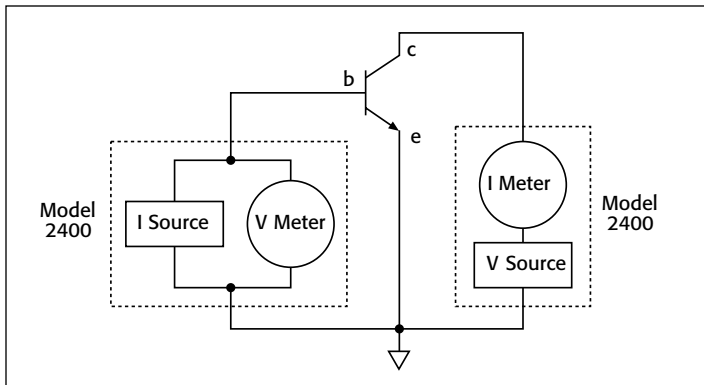 c
b
e
Model
2400
I Source
V Meter
I Meter
V Source
Model
2400